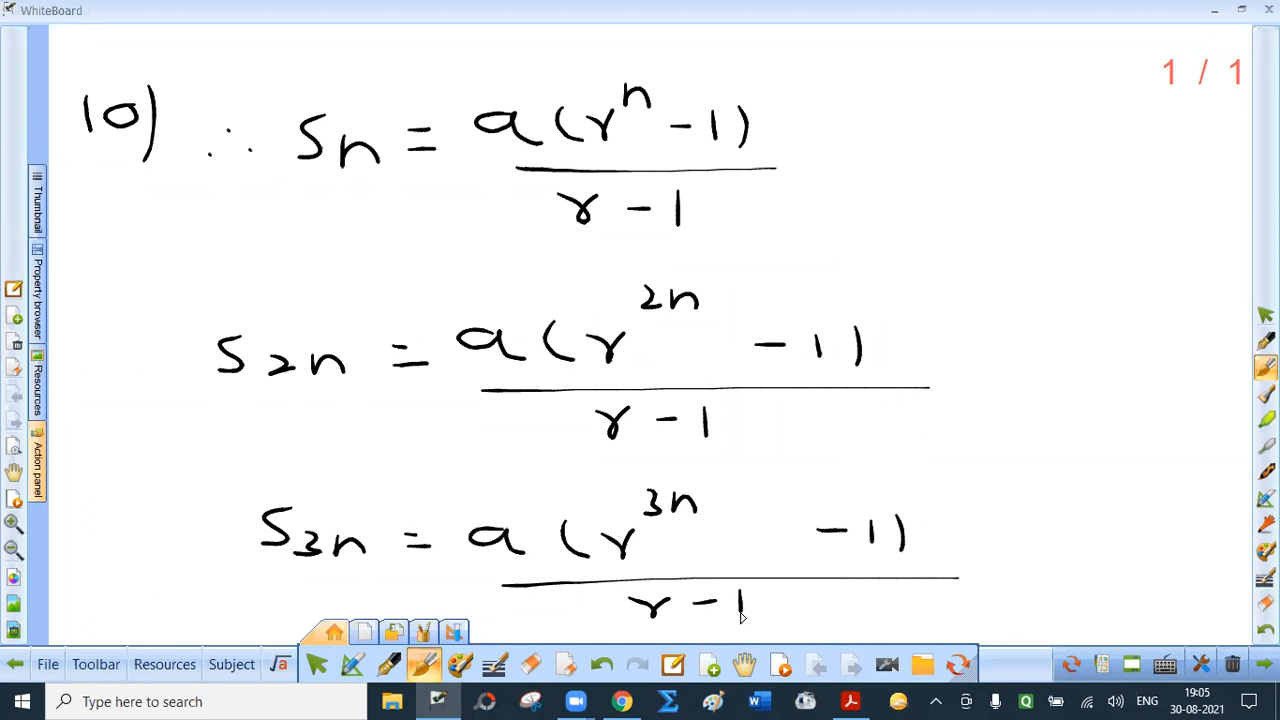 WhiteBoard
1 / 1
10) ∴ Sn = a(r^n - 1)
r - 1
S2n = a(r^2n - 1)
r - 1
S3n = a(r^3n - 1)
r - 1
Thumbnail
Property browser
Resources
Action panel
File Toolbar Resources Subject √a
Type here to search
ENG
19:05
30-08-2021